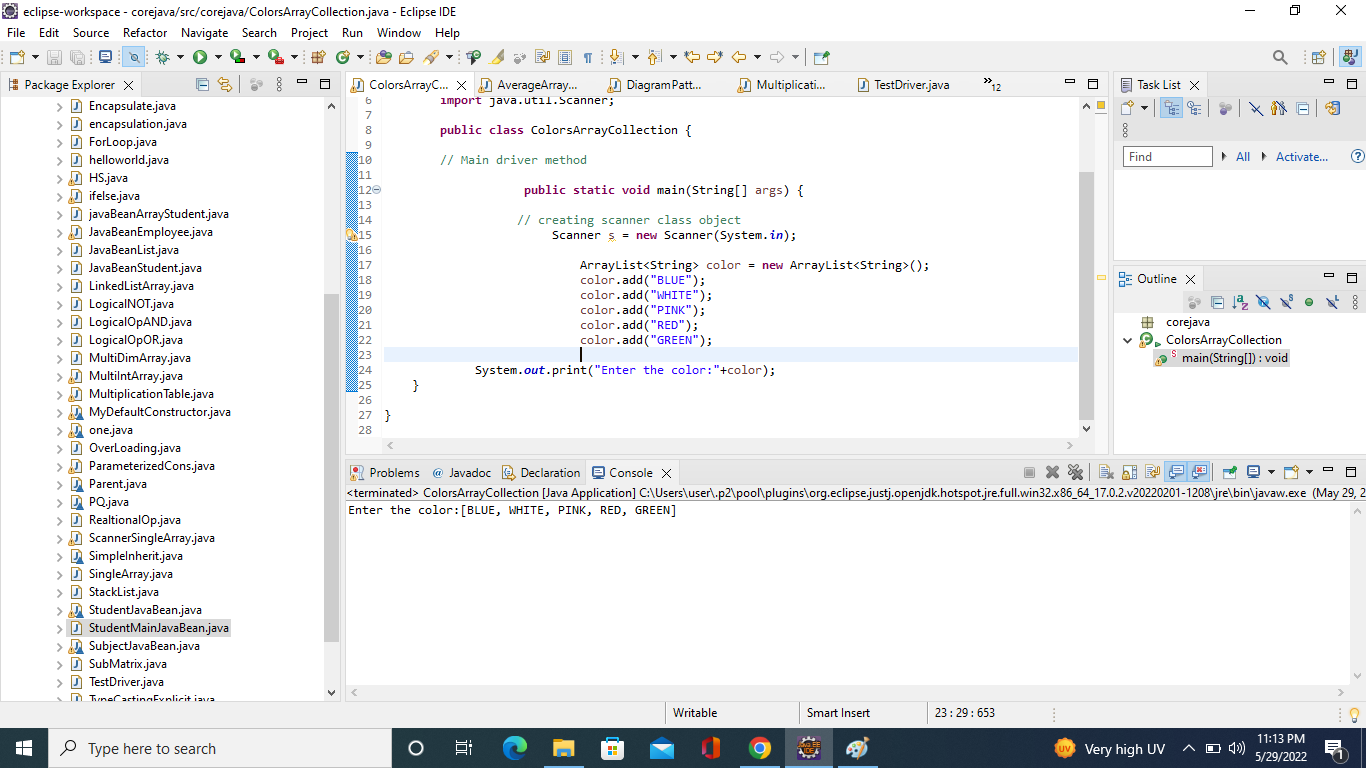 eclipse-workspace - corejava/src/corejava/ColorsArrayCollection.java - Eclipse IDE
File Edit Source Refactor Navigate Search Project Run Window Help
Package Explorer
Encapsulate.java
encapsulation.java
ForLoop.java
helloworld.java
HS.java
ifelse.java
javaBeanArrayStudent.java
JavaBeanEmployee.java
JavaBeanList.java
JavaBeanStudent.java
LinkedListArray.java
LogicalNOT.java
LogicalOpAND.java
LogicalOpOR.java
MultiDimArray.java
MultiIntArray.java
MultiplicationTable.java
MyDefaultConstructor.java
one.java
OverLoading.java
ParameterizedCons.java
Parent.java
PQ.java
RealtionalOp.java
ScannerSingleArray.java
SimpleInherit.java
SingleArray.java
StackList.java
StudentJavaBean.java
StudentMainJavaBean.java
SubjectJavaBean.java
SubMatrix.java
TestDriver.java
TypeCastingExplicit.java
ColorsArrayC... AverageArray... DiagramPatt... Multiplicati... TestDriver.java »12
6 import java.util.Scanner;
7
8 public class ColorsArrayCollection {
9
10 // Main driver method
11
12 public static void main(String[] args) {
13
14 // creating scanner class object
15 Scanner s = new Scanner(System.in);
16
17 ArrayList<String> color = new ArrayList<String>();
18 color.add("BLUE");
19 color.add("WHITE");
20 color.add("PINK");
21 color.add("RED");
22 color.add("GREEN");
23
24 System.out.print("Enter the color:"+color);
25 }
26
27 }
28
Problems @ Javadoc Declaration Console
<terminated> ColorsArrayCollection [Java Application] C:\Users\user\.p2\pool\plugins\org.eclipse.justj.openjdk.hotspot.jre.full.win32.x86_64_17.0.2.v20220201-1208\jre\bin\javaw.exe (May 29, 2
Enter the color:[BLUE, WHITE, PINK, RED, GREEN]
Task List
Find All Activate...
Outline
corejava
ColorsArrayCollection
main(String[]) : void
Writable Smart Insert 23 : 29 : 653
Type here to search
Very high UV
11:13 PM
5/29/2022
1